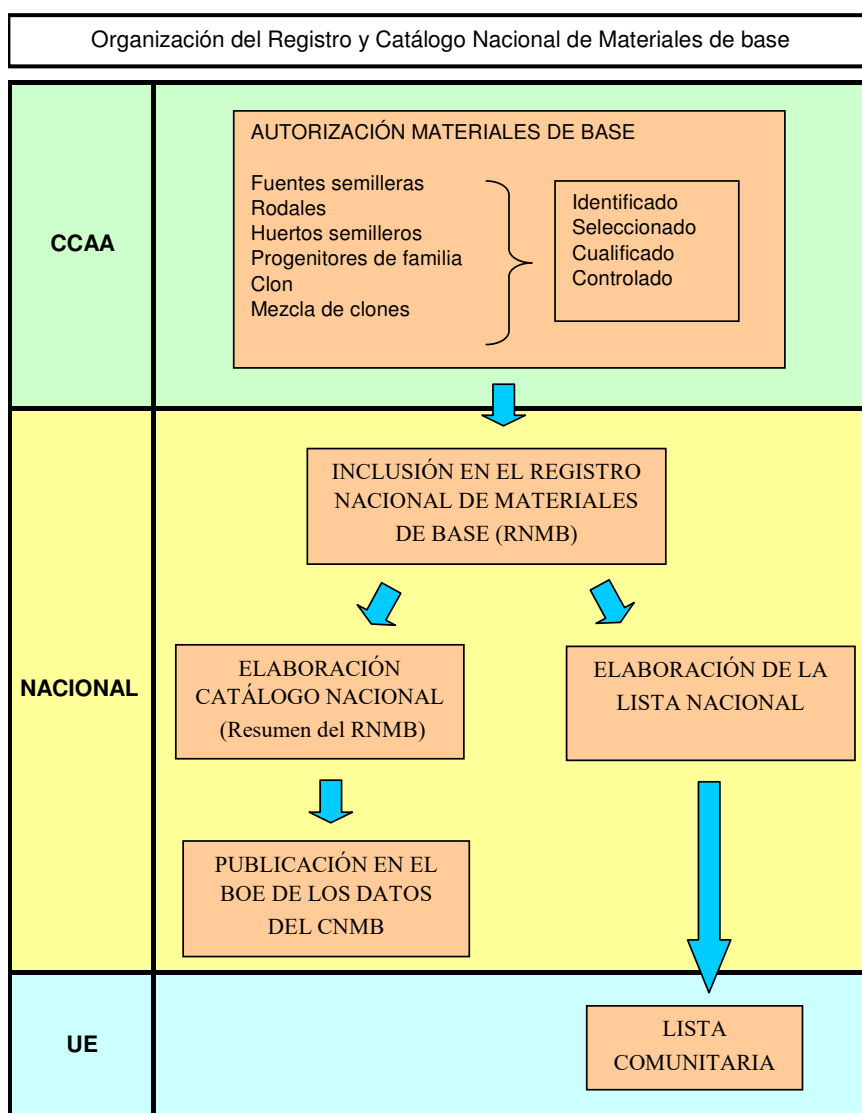 Organización del Registro y Catálogo Nacional de Materiales de base
CCAA
AUTORIZACIÓN MATERIALES DE BASE
Fuentes semilleras
Rodales
Huertos semilleros
Progenitores de familia
Clon
Mezcla de clones
Identificado
Seleccionado
Cualificado
Controlado
NACIONAL
INCLUSIÓN EN EL REGISTRO
NACIONAL DE MATERIALES
DE BASE (RNMB)
ELABORACIÓN
CATÁLOGO NACIONAL
(Resumen del RNMB)
ELABORACIÓN DE LA
LISTA NACIONAL
PUBLICACIÓN EN EL
BOE DE LOS DATOS
DEL CNMB
UE
LISTA
COMUNITARIA